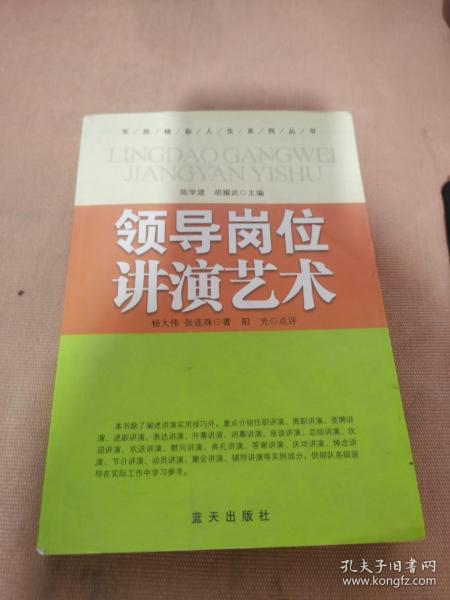 军/旅/精/彩/人/生/系/列/丛/书
LINGDAO GANGWEI
JIANGYAN YISHU
陈学建 胡耀武◎主编
领导岗位
讲演艺术
杨大伟 张连珠◎著 阳 光◎点评
本书除了阐述讲演实用技巧外，重点介绍任职讲演、离职讲演、竞聘讲
演、述职讲演、表达讲演、开幕讲演、闭幕讲演、座谈讲演、总结讲演、欢
迎讲演、欢送讲演、慰问讲演、典礼讲演、答谢讲演、庆功讲演、悼念讲
演、节日讲演、动员讲演、聚会讲演、辅导讲演等实例部分，供部队各级领
导在实际工作中学习参考。
蓝天出版社
孔夫子旧书网
www.kongfz.com